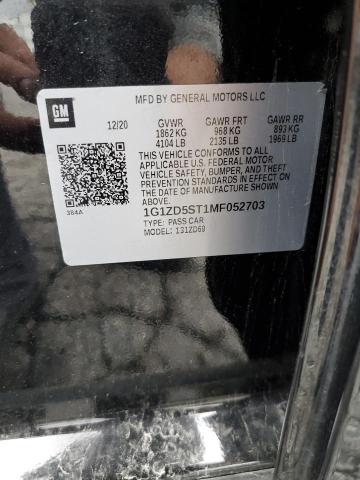 GM
MFD BY GENERAL MOTORS LLC
12/20 GVWR GAWR FRT GAWR RR
1862 KG 968 KG 893 KG
4104 LB 2135 LB 1969 LB
THIS VEHICLE CONFORMS TO ALL
APPLICABLE U.S. FEDERAL MOTOR
VEHICLE SAFETY, BUMPER, AND THEFT
PREVENTION STANDARDS IN EFFECT ON
THE DATE OF MANUFACTURE SHOWN
ABOVE.
384A
1G1ZD5ST1MF052703
TYPE: PASS CAR
MODEL: 131ZD69